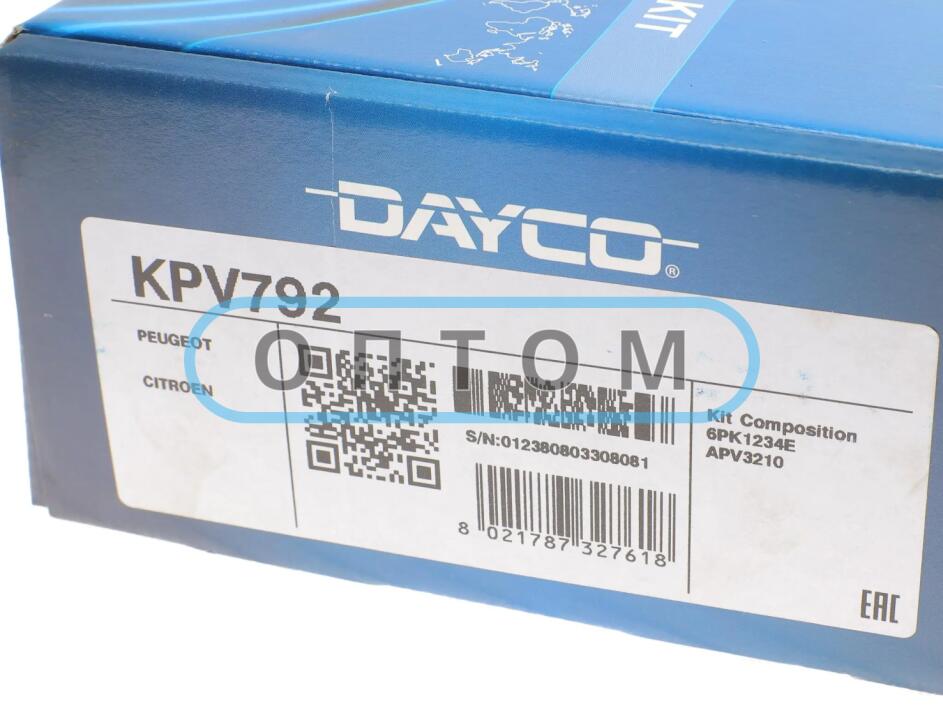 KIT
DAYCO®
KPV792
PEUGEOT
CITROEN
ОПТОМ
S/N:012380803308081
8 021787 327618
Kit Composition
6PK1234E
APV3210
EAC